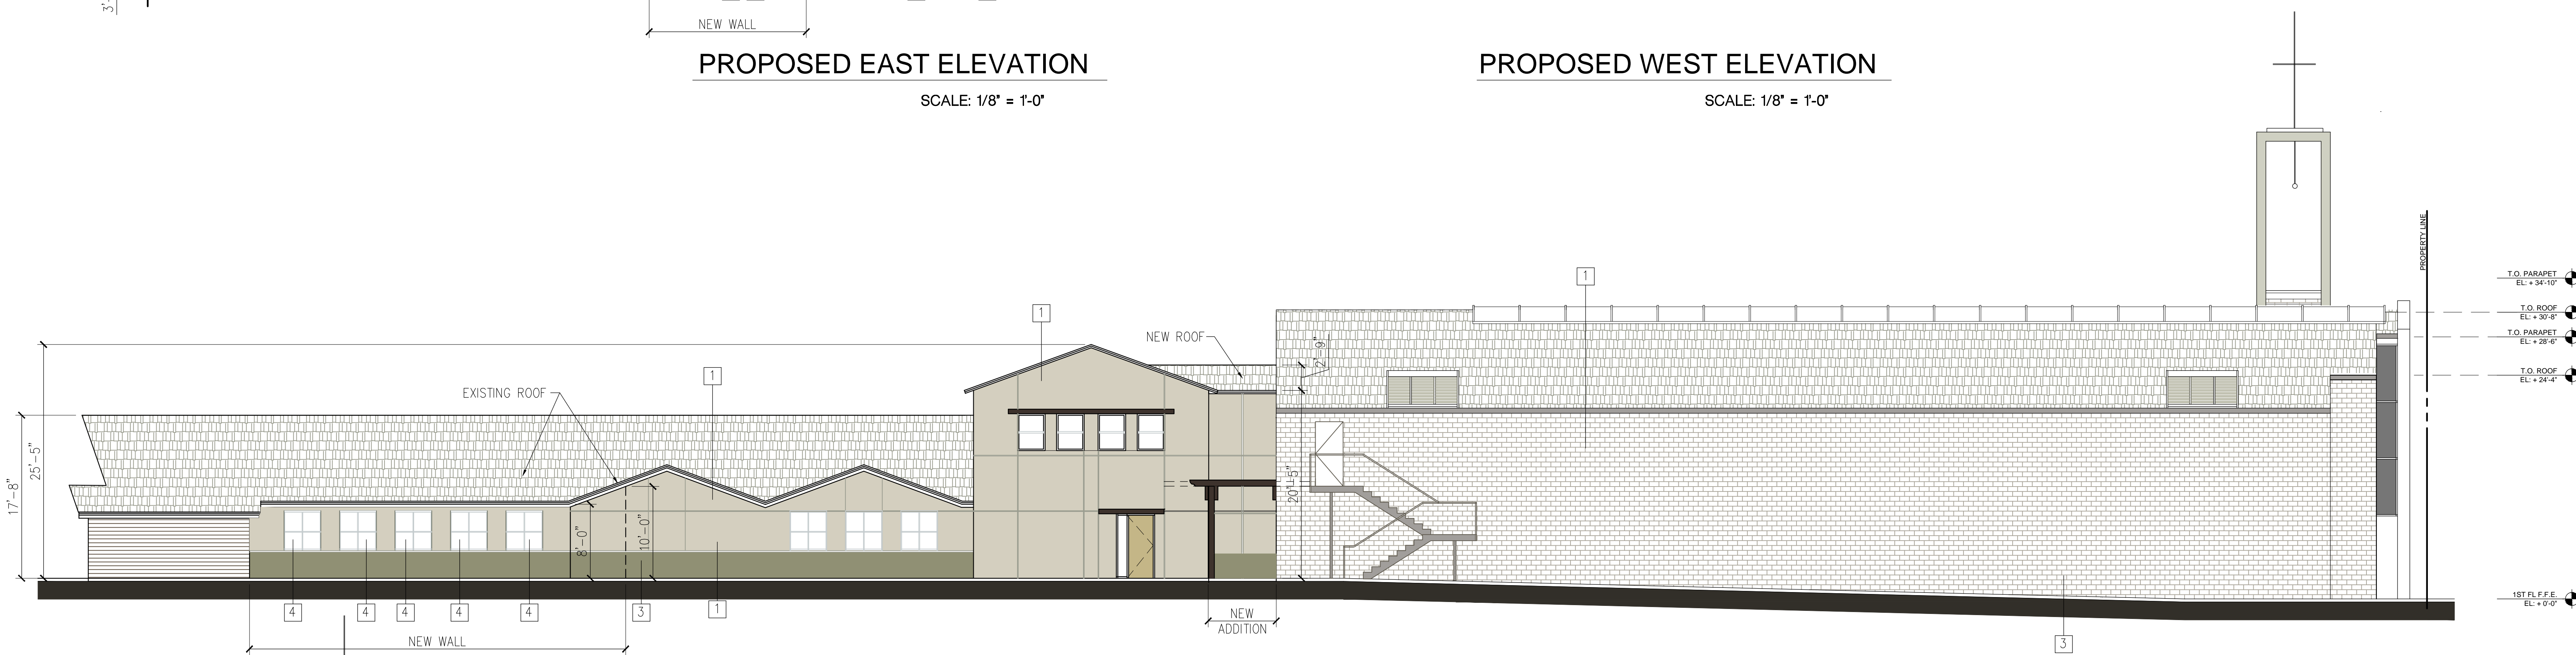 3'-
NEW WALL
PROPOSED EAST ELEVATION
SCALE: 1/8" = 1'-0"
PROPOSED WEST ELEVATION
SCALE: 1/8" = 1'-0"
PROPERTY LINE
T.O. PARAPET
EL: + 34'-10"
T.O. ROOF
EL: + 30'-8"
T.O. PARAPET
EL: + 28'-6"
T.O. ROOF
EL: + 24'-4"
1ST FL F.F.E.
EL: + 0'-0"
1
1
NEW ROOF
2'-9"
1
EXISTING ROOF
25'-5"
17'-8"
20'-5"
8'-0"
10'-0"
4
4
4
4
4
3
1
NEW
ADDITION
3
NEW WALL